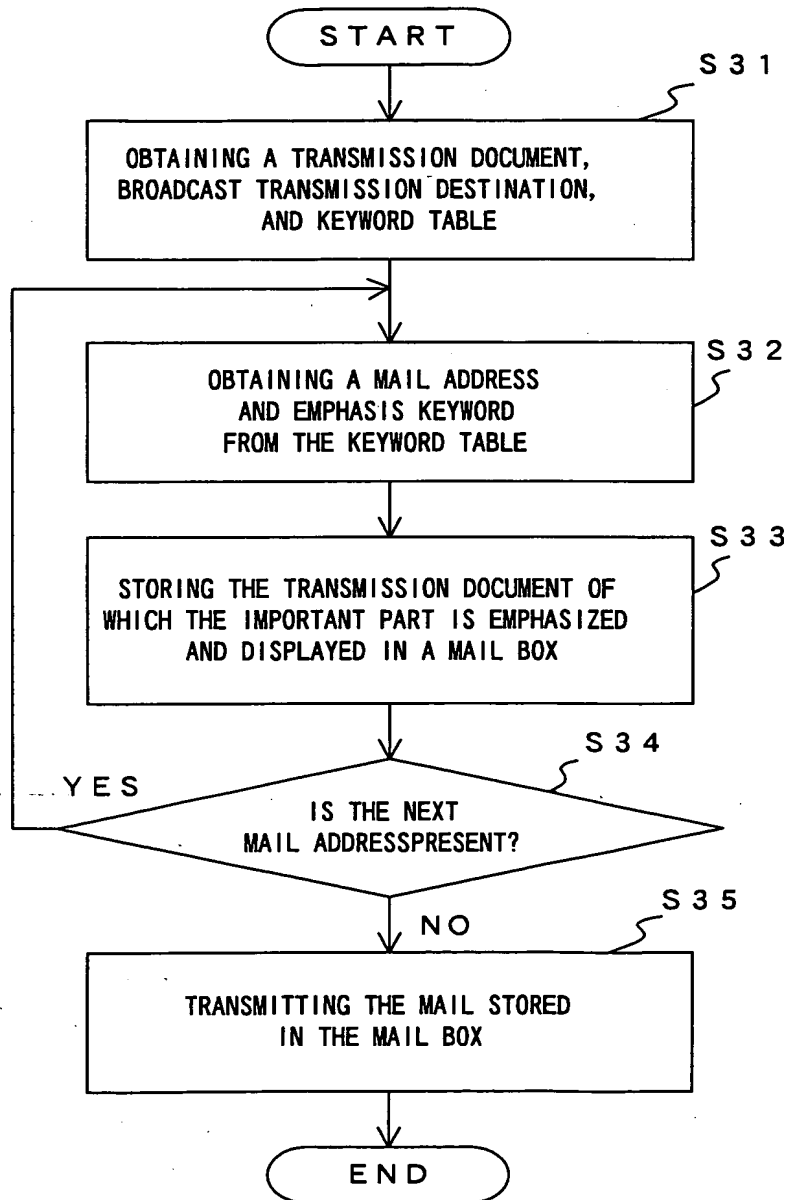 START
S31
OBTAINING A TRANSMISSION DOCUMENT,
BROADCAST TRANSMISSION DESTINATION,
AND KEYWORD TABLE
S32
OBTAINING A MAIL ADDRESS
AND EMPHASIS KEYWORD
FROM THE KEYWORD TABLE
S33
STORING THE TRANSMISSION DOCUMENT OF
WHICH THE IMPORTANT PART IS EMPHASIZED
AND DISPLAYED IN A MAIL BOX
S34
YES
IS THE NEXT
MAIL ADDRESSPRESENT?
NO
S35
TRANSMITTING THE MAIL STORED
IN THE MAIL BOX
END